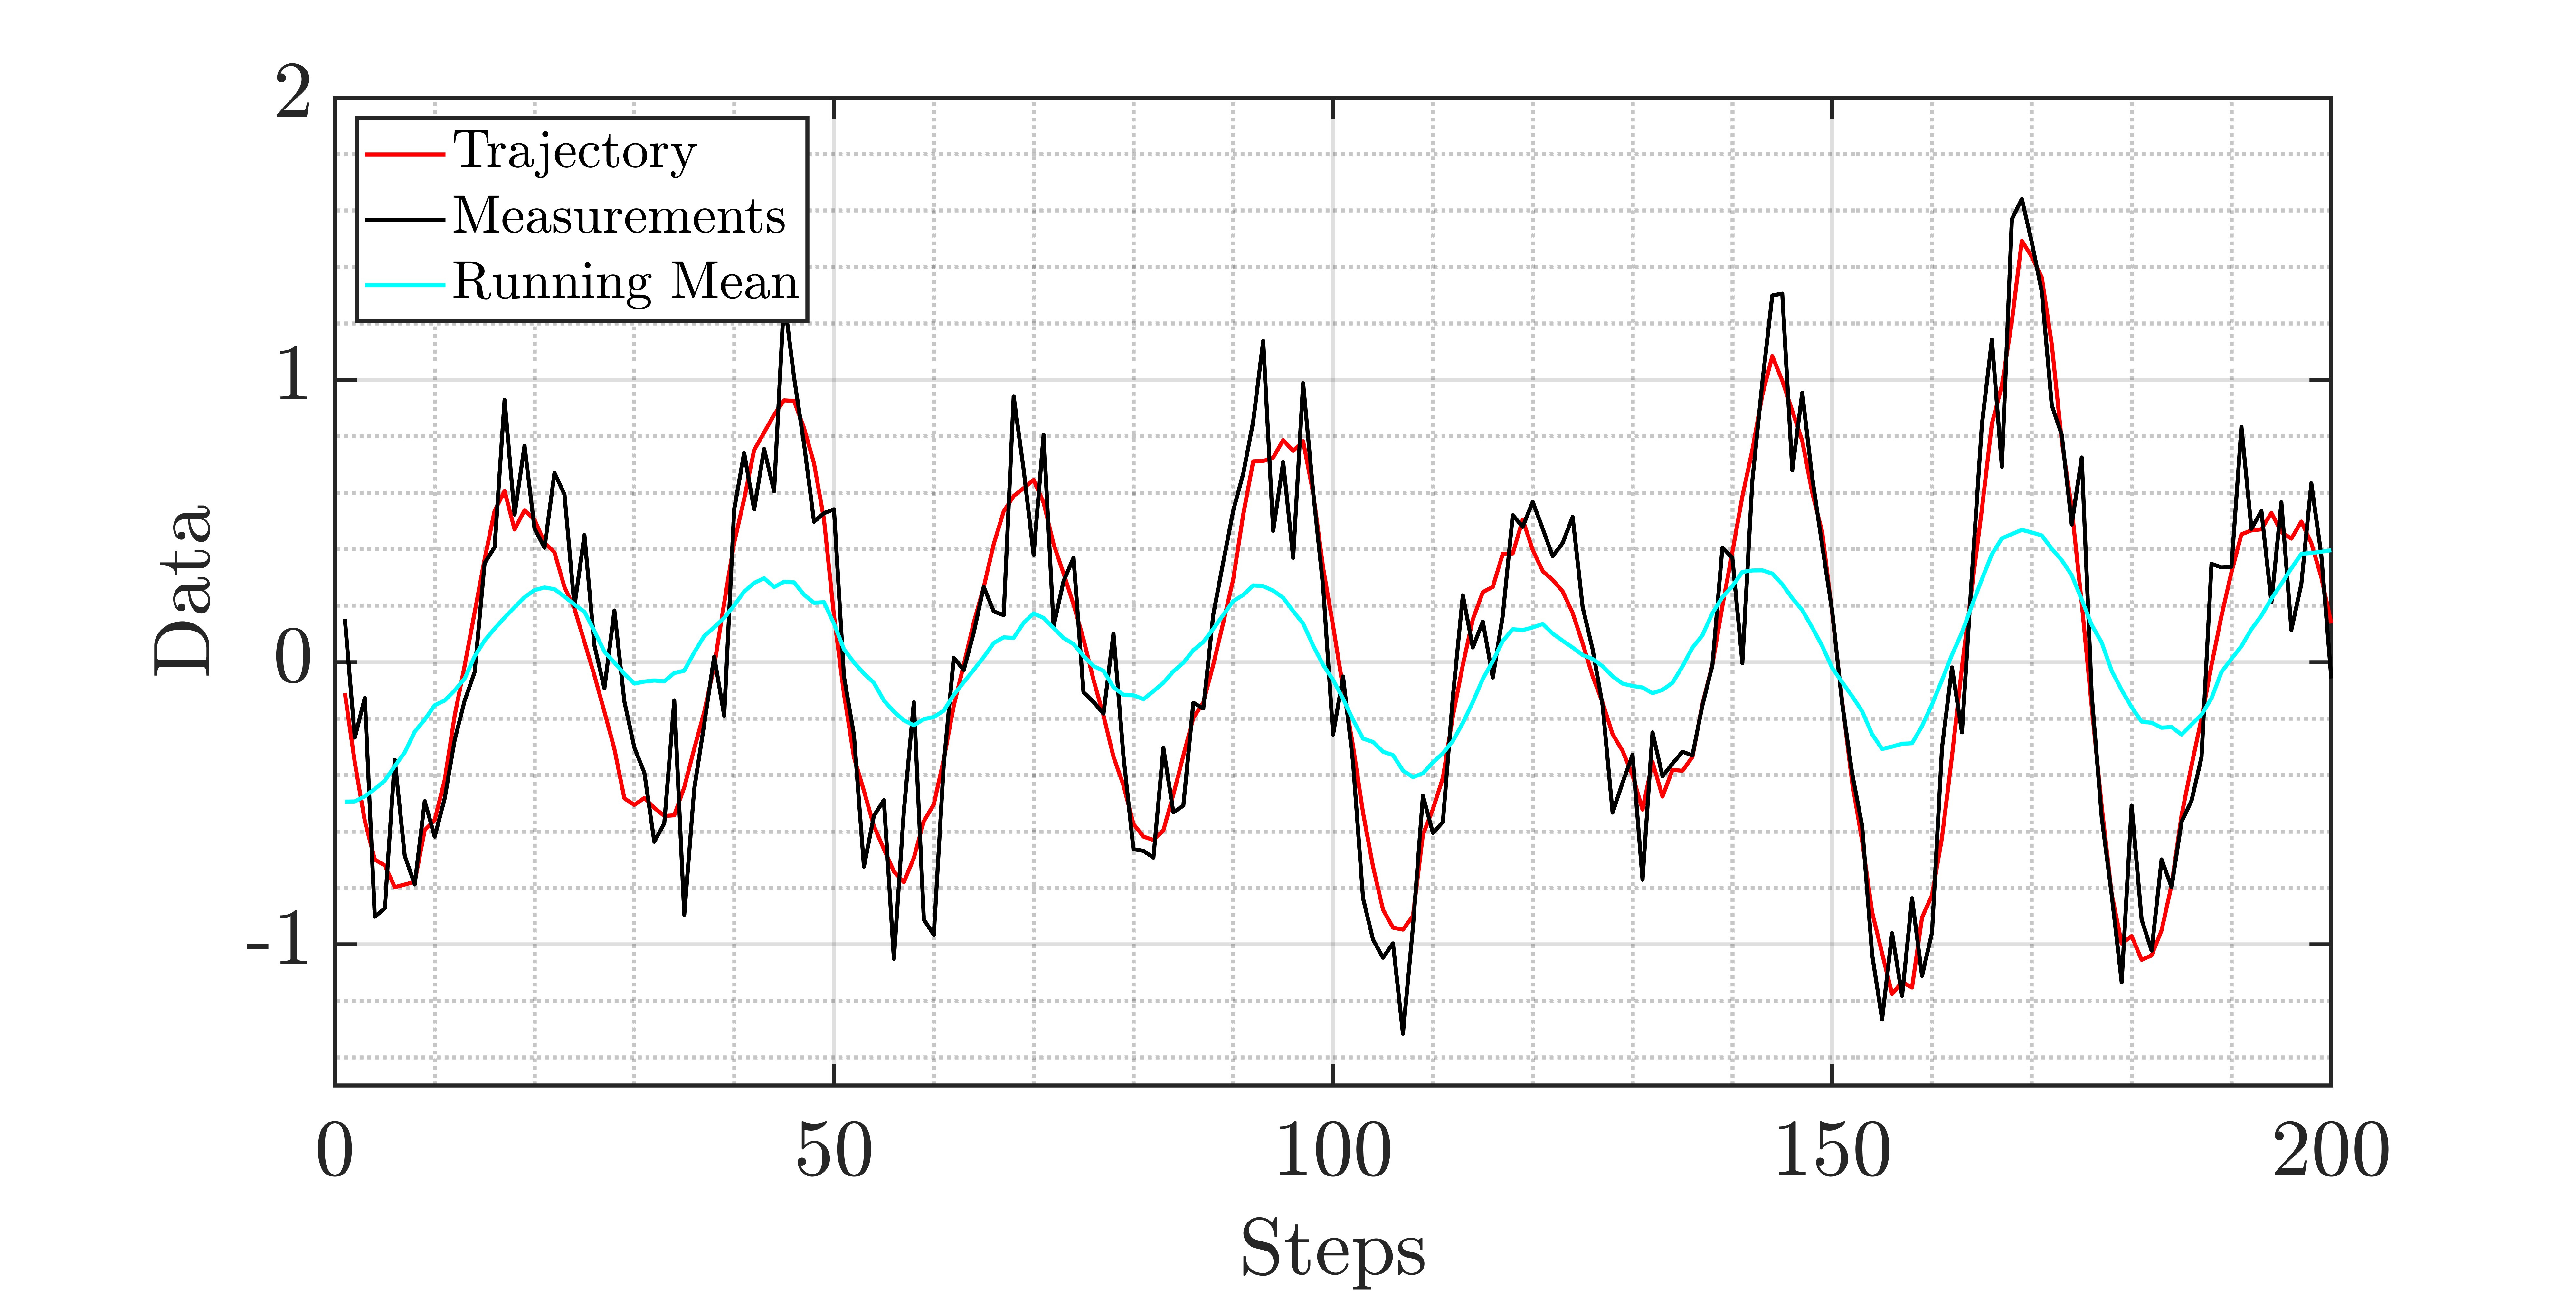 2
1
0
-1
Data
Trajectory
Measurements
Running Mean
0 50 100 150 200
Steps